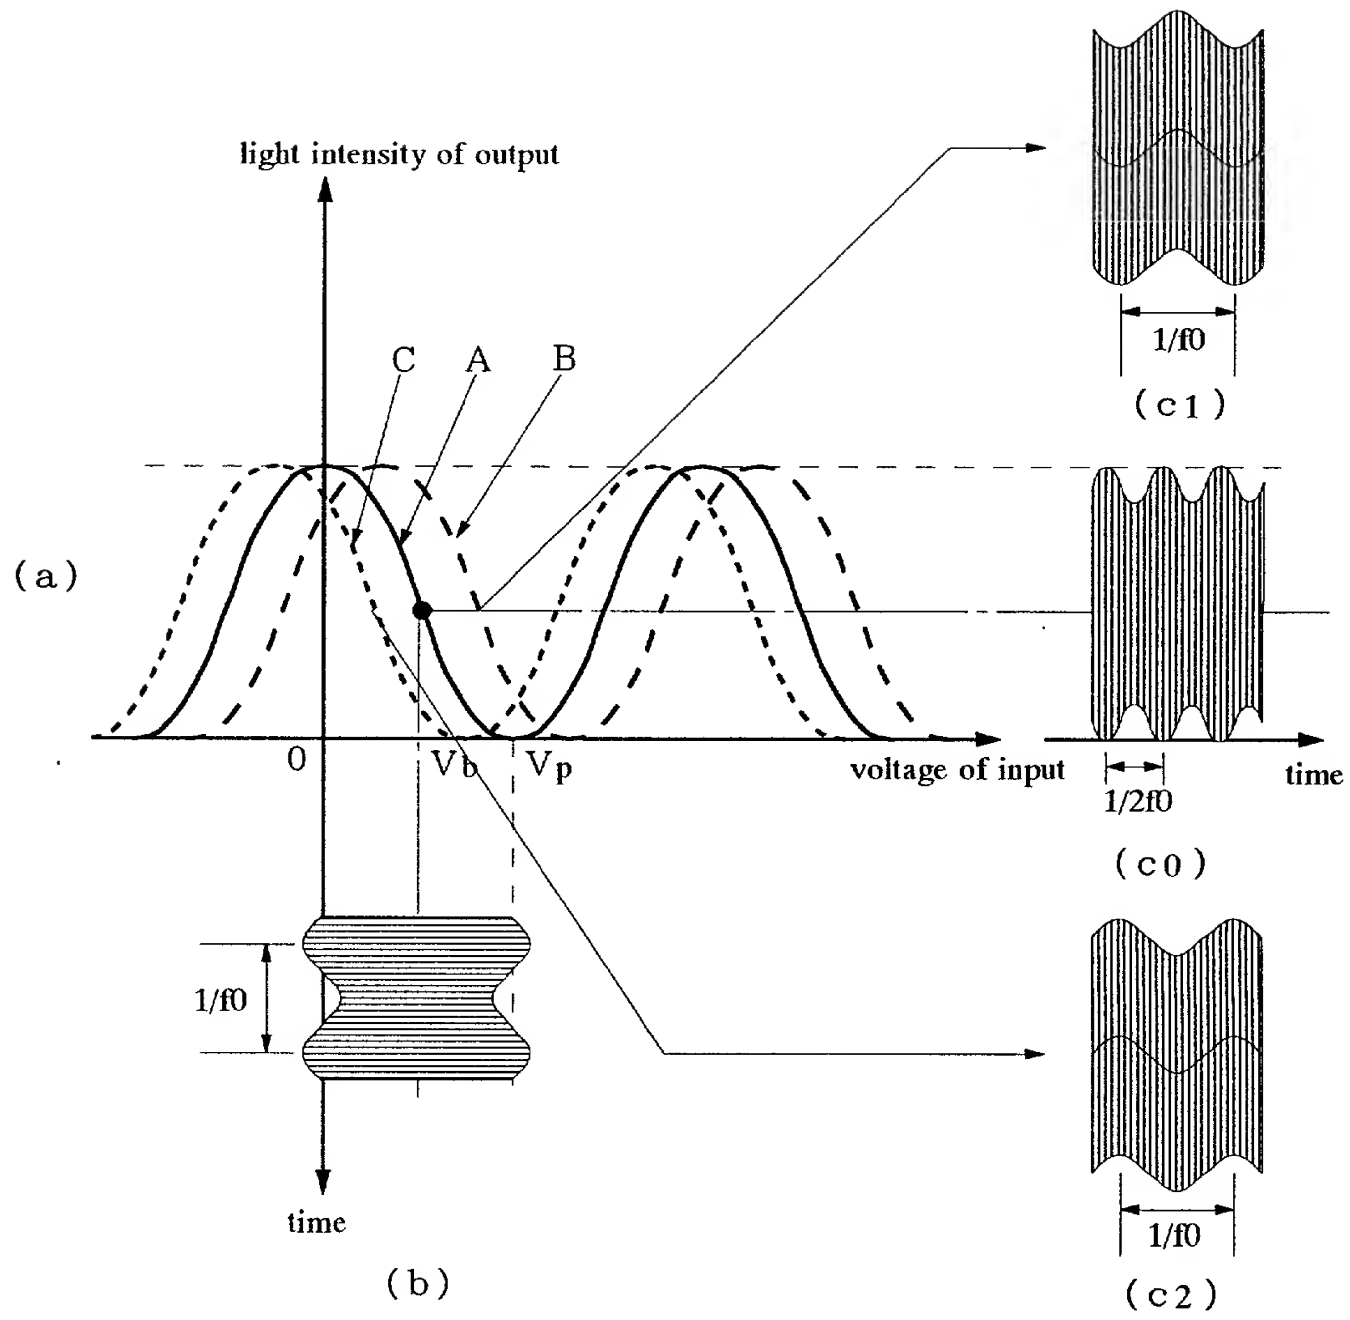 light intensity of output
1/f0
(c1)
C A B
(a)
0 Vb Vp voltage of input time
1/2f0
(c0)
1/f0
time
1/f0
(b)
(c2)